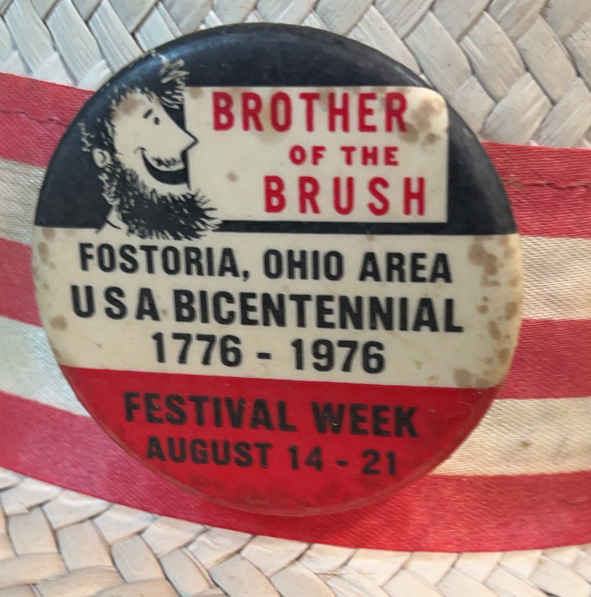 BROTHER
OF THE
BRUSH
FOSTORIA, OHIO AREA
USA BICENTENNIAL
1776 - 1976
FESTIVAL WEEK
AUGUST 14 - 21